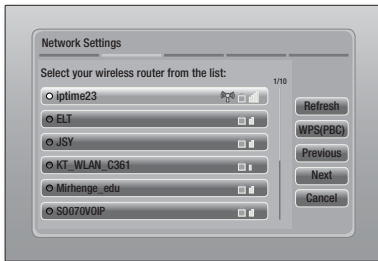 Network Settings
Select your wireless router from the list:
1/10
iptime23
ELT
JSY
KT_WLAN_C361
Mirhenge_edu
SO070VOIP
Refresh
WPS(PBC)
Previous
Next
Cancel